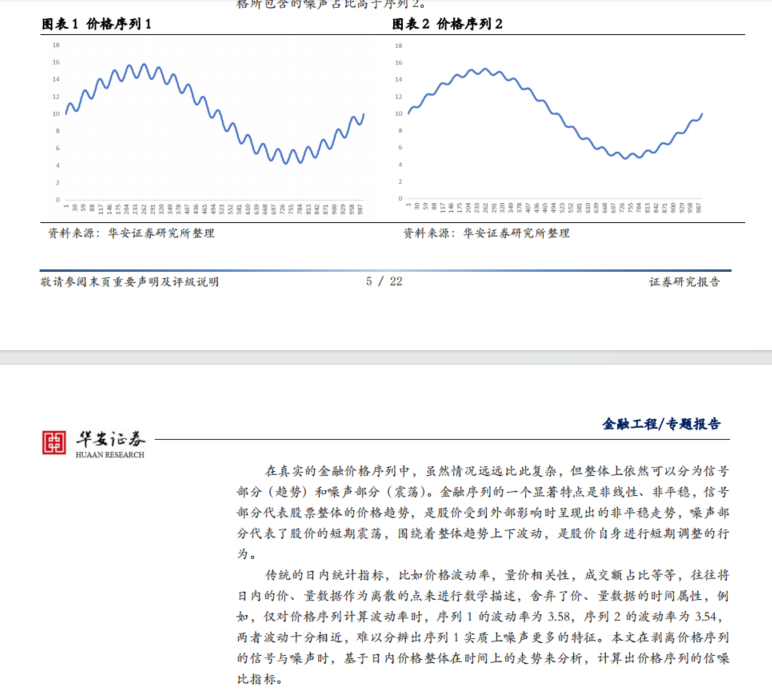 格所包含的噪声占比高于序列2。
图表1 价格序列1
图表2 价格序列2
18
16
14
12
10
8
6
4
2
0
1 30 59 88 117 146 175 204 233 262 291 320 349 378 407 436 465 494 523 552 581 610 639 668 697 726 755 784 813 842 871 900 929 958 987
18
16
14
12
10
8
6
4
2
0
1 30 59 88 117 146 175 204 233 262 291 320 349 378 407 436 465 494 523 552 581 610 639 668 697 726 755 784 813 842 871 900 929 958 987
资料来源：华安证券研究所整理
资料来源：华安证券研究所整理
敬请参阅末页重要声明及评级说明
5 / 22
证券研究报告
华安证券
HUAAN RESEARCH
金融工程/专题报告
在真实的金融价格序列中，虽然情况远远比此复杂，但整体上依然可以分为信号
部分（趋势）和噪声部分（震荡）。金融序列的一个显著特点是非线性、非平稳，信号
部分代表股票整体的价格趋势，是股价受到外部影响时呈现出的非平稳走势，噪声部
分代表了股价的短期震荡，围绕着整体趋势上下波动，是股价自身进行短期调整的行
为。
传统的日内统计指标，比如价格波动率，量价相关性，成交额占比等等，往往将
日内的价、量数据作为离散的点来进行数学描述，舍弃了价、量数据的时间属性，例
如，仅对价格序列计算波动率时，序列 1 的波动率为 3.58，序列 2 的波动率为 3.54，
两者波动十分相近，难以分辨出序列 1 实质上噪声更多的特征。本文在剥离价格序列
的信号与噪声时，基于日内价格整体在时间上的走势来分析，计算出价格序列的信噪
比指标。